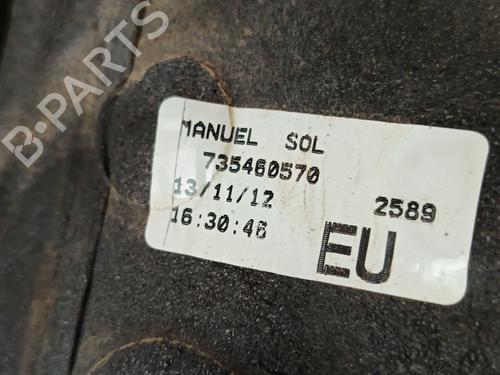 MANUEL SOL
735460570
13/11/12 2589
16:30:46 EU
B-PARTS